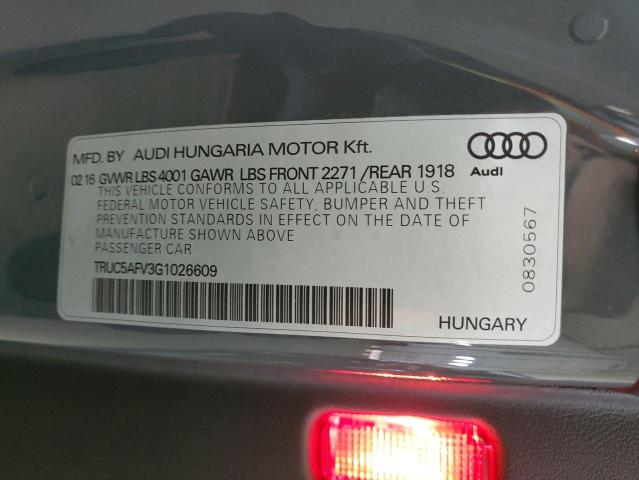 MFD. BY AUDI HUNGARIA MOTOR Kft.
02 16 GVWR LBS 4001 GAWR LBS FRONT 2271 /REAR 1918
THIS VEHICLE CONFORMS TO ALL APPLICABLE U.S.
FEDERAL MOTOR VEHICLE SAFETY, BUMPER AND THEFT
PREVENTION STANDARDS IN EFFECT ON THE DATE OF
MANUFACTURE SHOWN ABOVE
PASSENGER CAR
TRUC5AFV3G1026609
Audi
0830567
HUNGARY